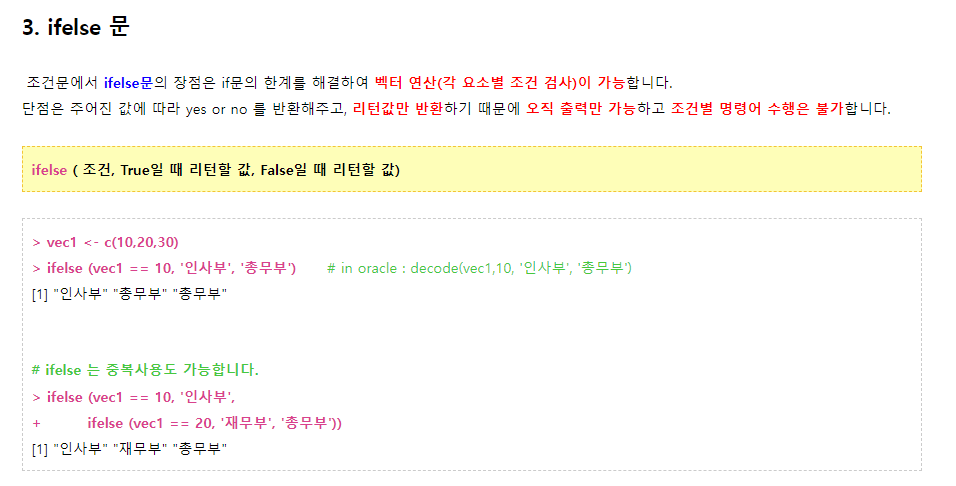 3. ifelse 문
조건문에서 ifelse문의 장점은 if문의 한계를 해결하여 벡터 연산(각 요소별 조건 검사)이 가능합니다.
단점은 주어진 값에 따라 yes or no 를 반환해주고, 리턴값만 반환하기 때문에 오직 출력만 가능하고 조건별 명령어 수행은 불가합니다.
ifelse ( 조건, True일 때 리턴할 값, False일 때 리턴할 값)
> vec1 <- c(10,20,30)
> ifelse (vec1 == 10, '인사부', '총무부') # in oracle : decode(vec1,10, '인사부', '총무부')
[1] "인사부" "총무부" "총무부"
# ifelse 는 중복사용도 가능합니다.
> ifelse (vec1 == 10, '인사부',
+ ifelse (vec1 == 20, '재무부', '총무부'))
[1] "인사부" "재무부" "총무부"